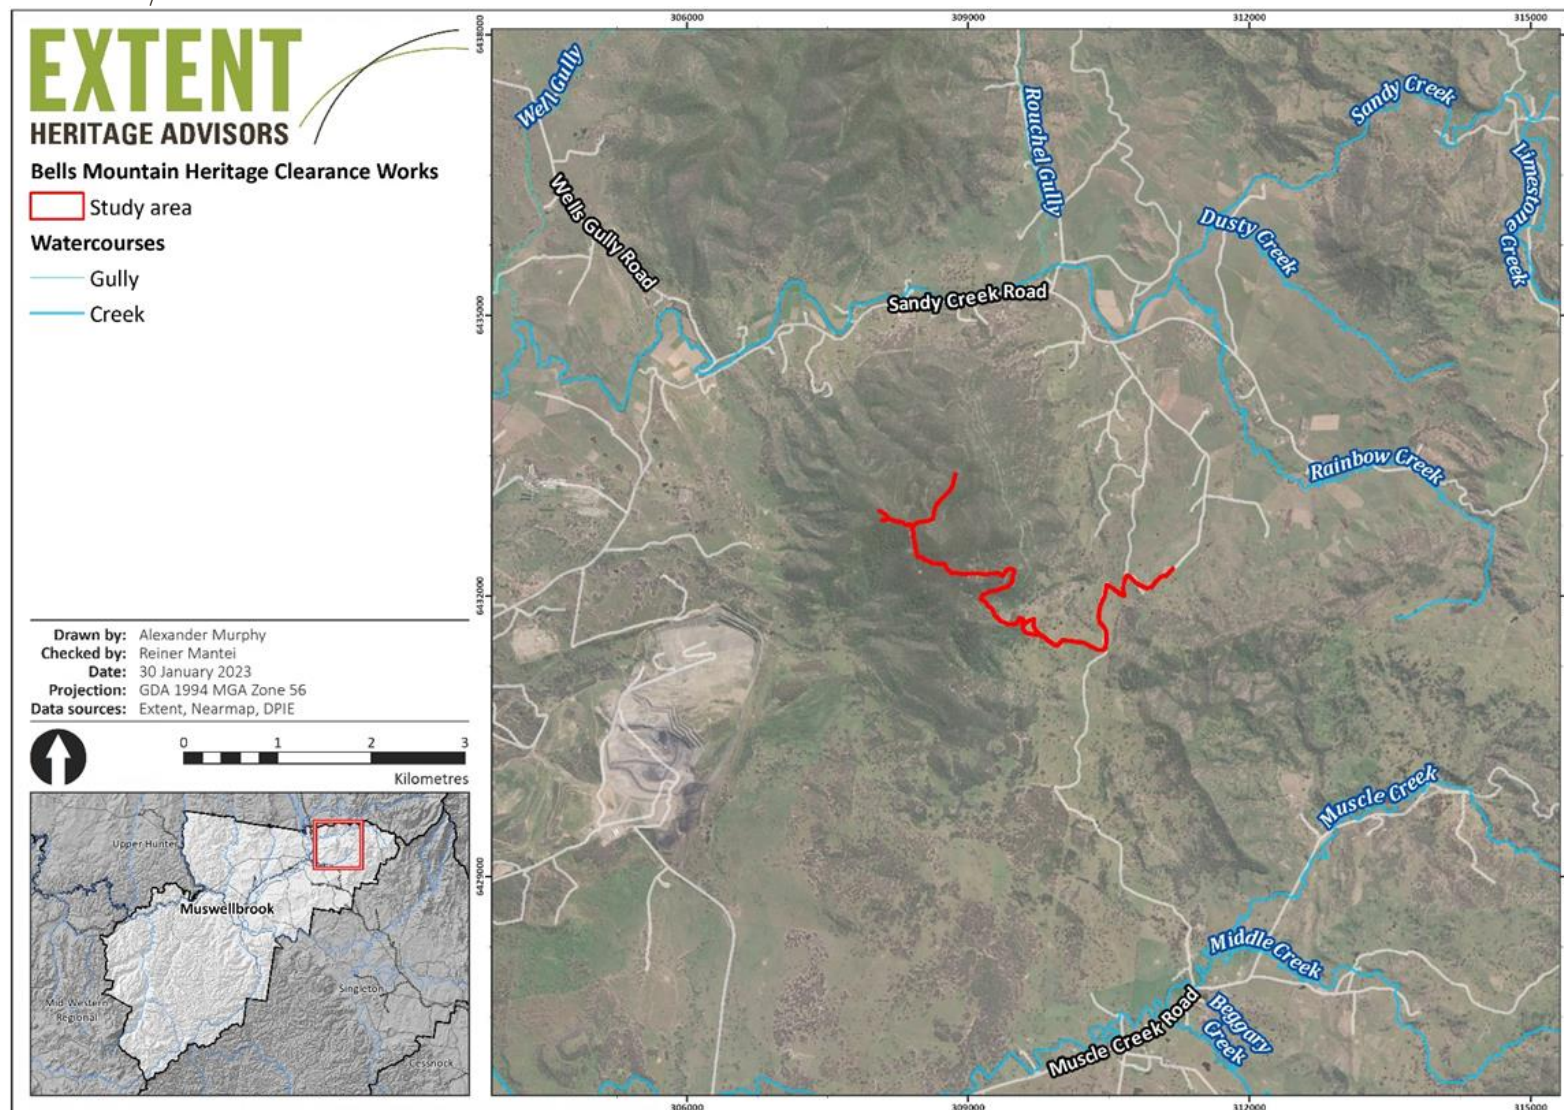 EXTENT
HERITAGE ADVISORS
Bells Mountain Heritage Clearance Works
Study area
Watercourses
Gully
Creek
Drawn by: Alexander Murphy
Checked by: Reiner Mantei
Date: 30 January 2023
Projection: GDA 1994 MGA Zone 56
Data sources: Extent, Nearmap, DPIE
0 1 2 3
Kilometres
Upper Hunter
Muswellbrook
Singleton
Mid-Western
Regional
Cessnock
306000 309000 312000 315000
6438000
6435000
6432000
6429000
Well Gully
Wells Gully Road
Rouchel Gully
Sandy Creek
Limestone Creek
Dusty Creek
Sandy Creek Road
Rainbow Creek
Muscle Creek
Middle Creek
Beggary
Creek
Muscle Creek Road
306000 309000 312000 315000